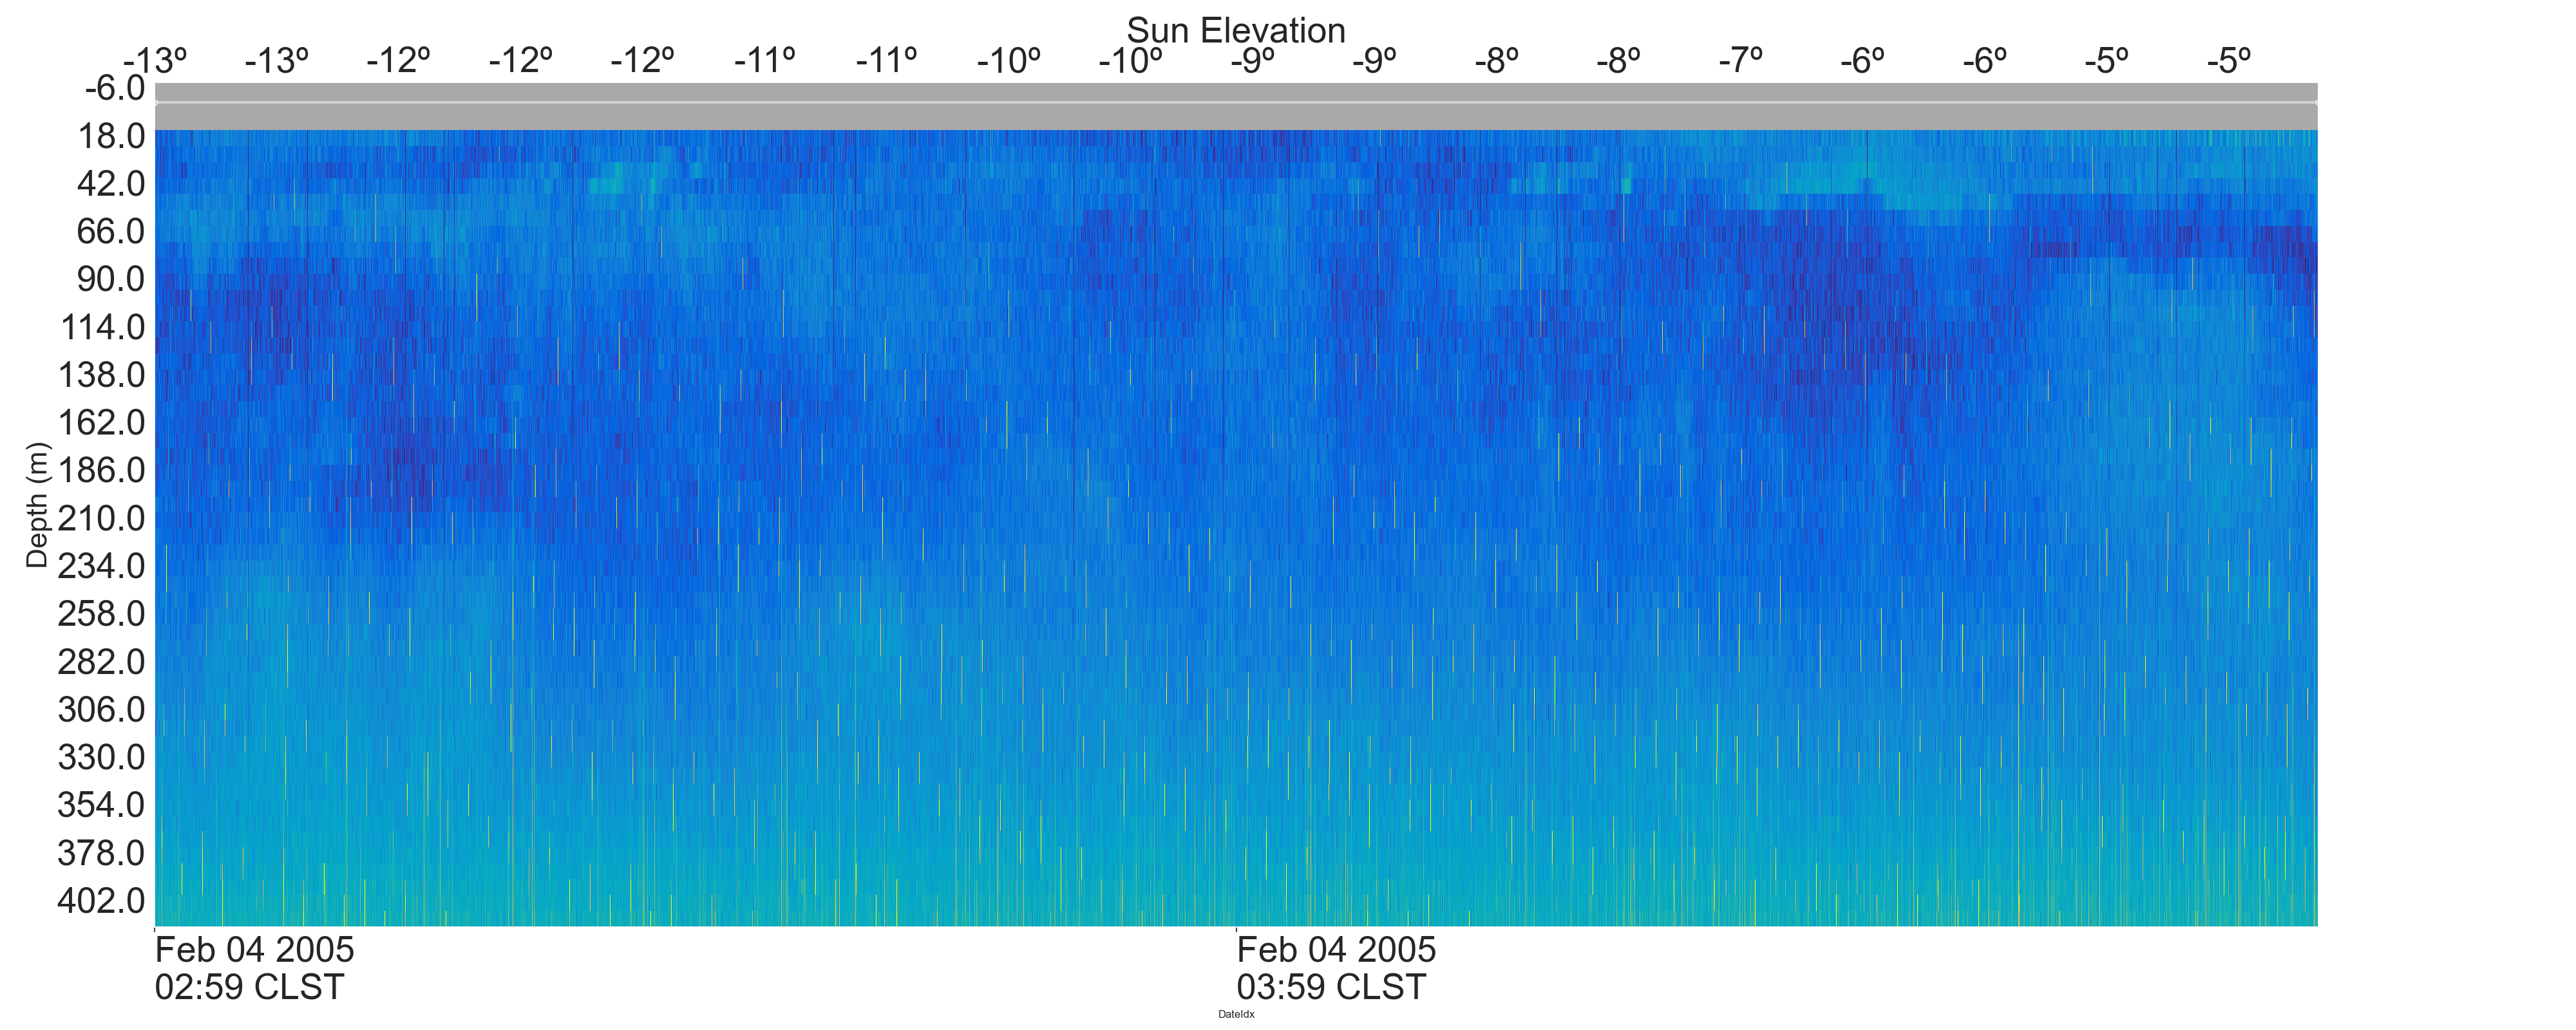 Sun Elevation
-13º -13º -12º -12º -12º -11º -11º -10º -10º -9º -9º -8º -8º -7º -6º -6º -5º -5º
-6.0
18.0
42.0
66.0
90.0
114.0
138.0
162.0
186.0
210.0
234.0
258.0
282.0
306.0
330.0
354.0
378.0
402.0
Depth (m)
Feb 04 2005
02:59 CLST
Feb 04 2005
03:59 CLST
DateIdx